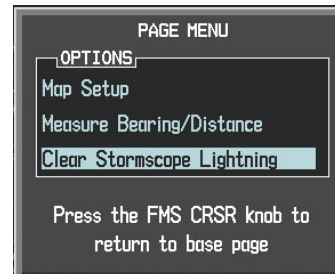 PAGE MENU
OPTIONS
Map Setup
Measure Bearing/Distance
Clear Stormscope Lightning
Press the FMS CRSR knob to
return to base page